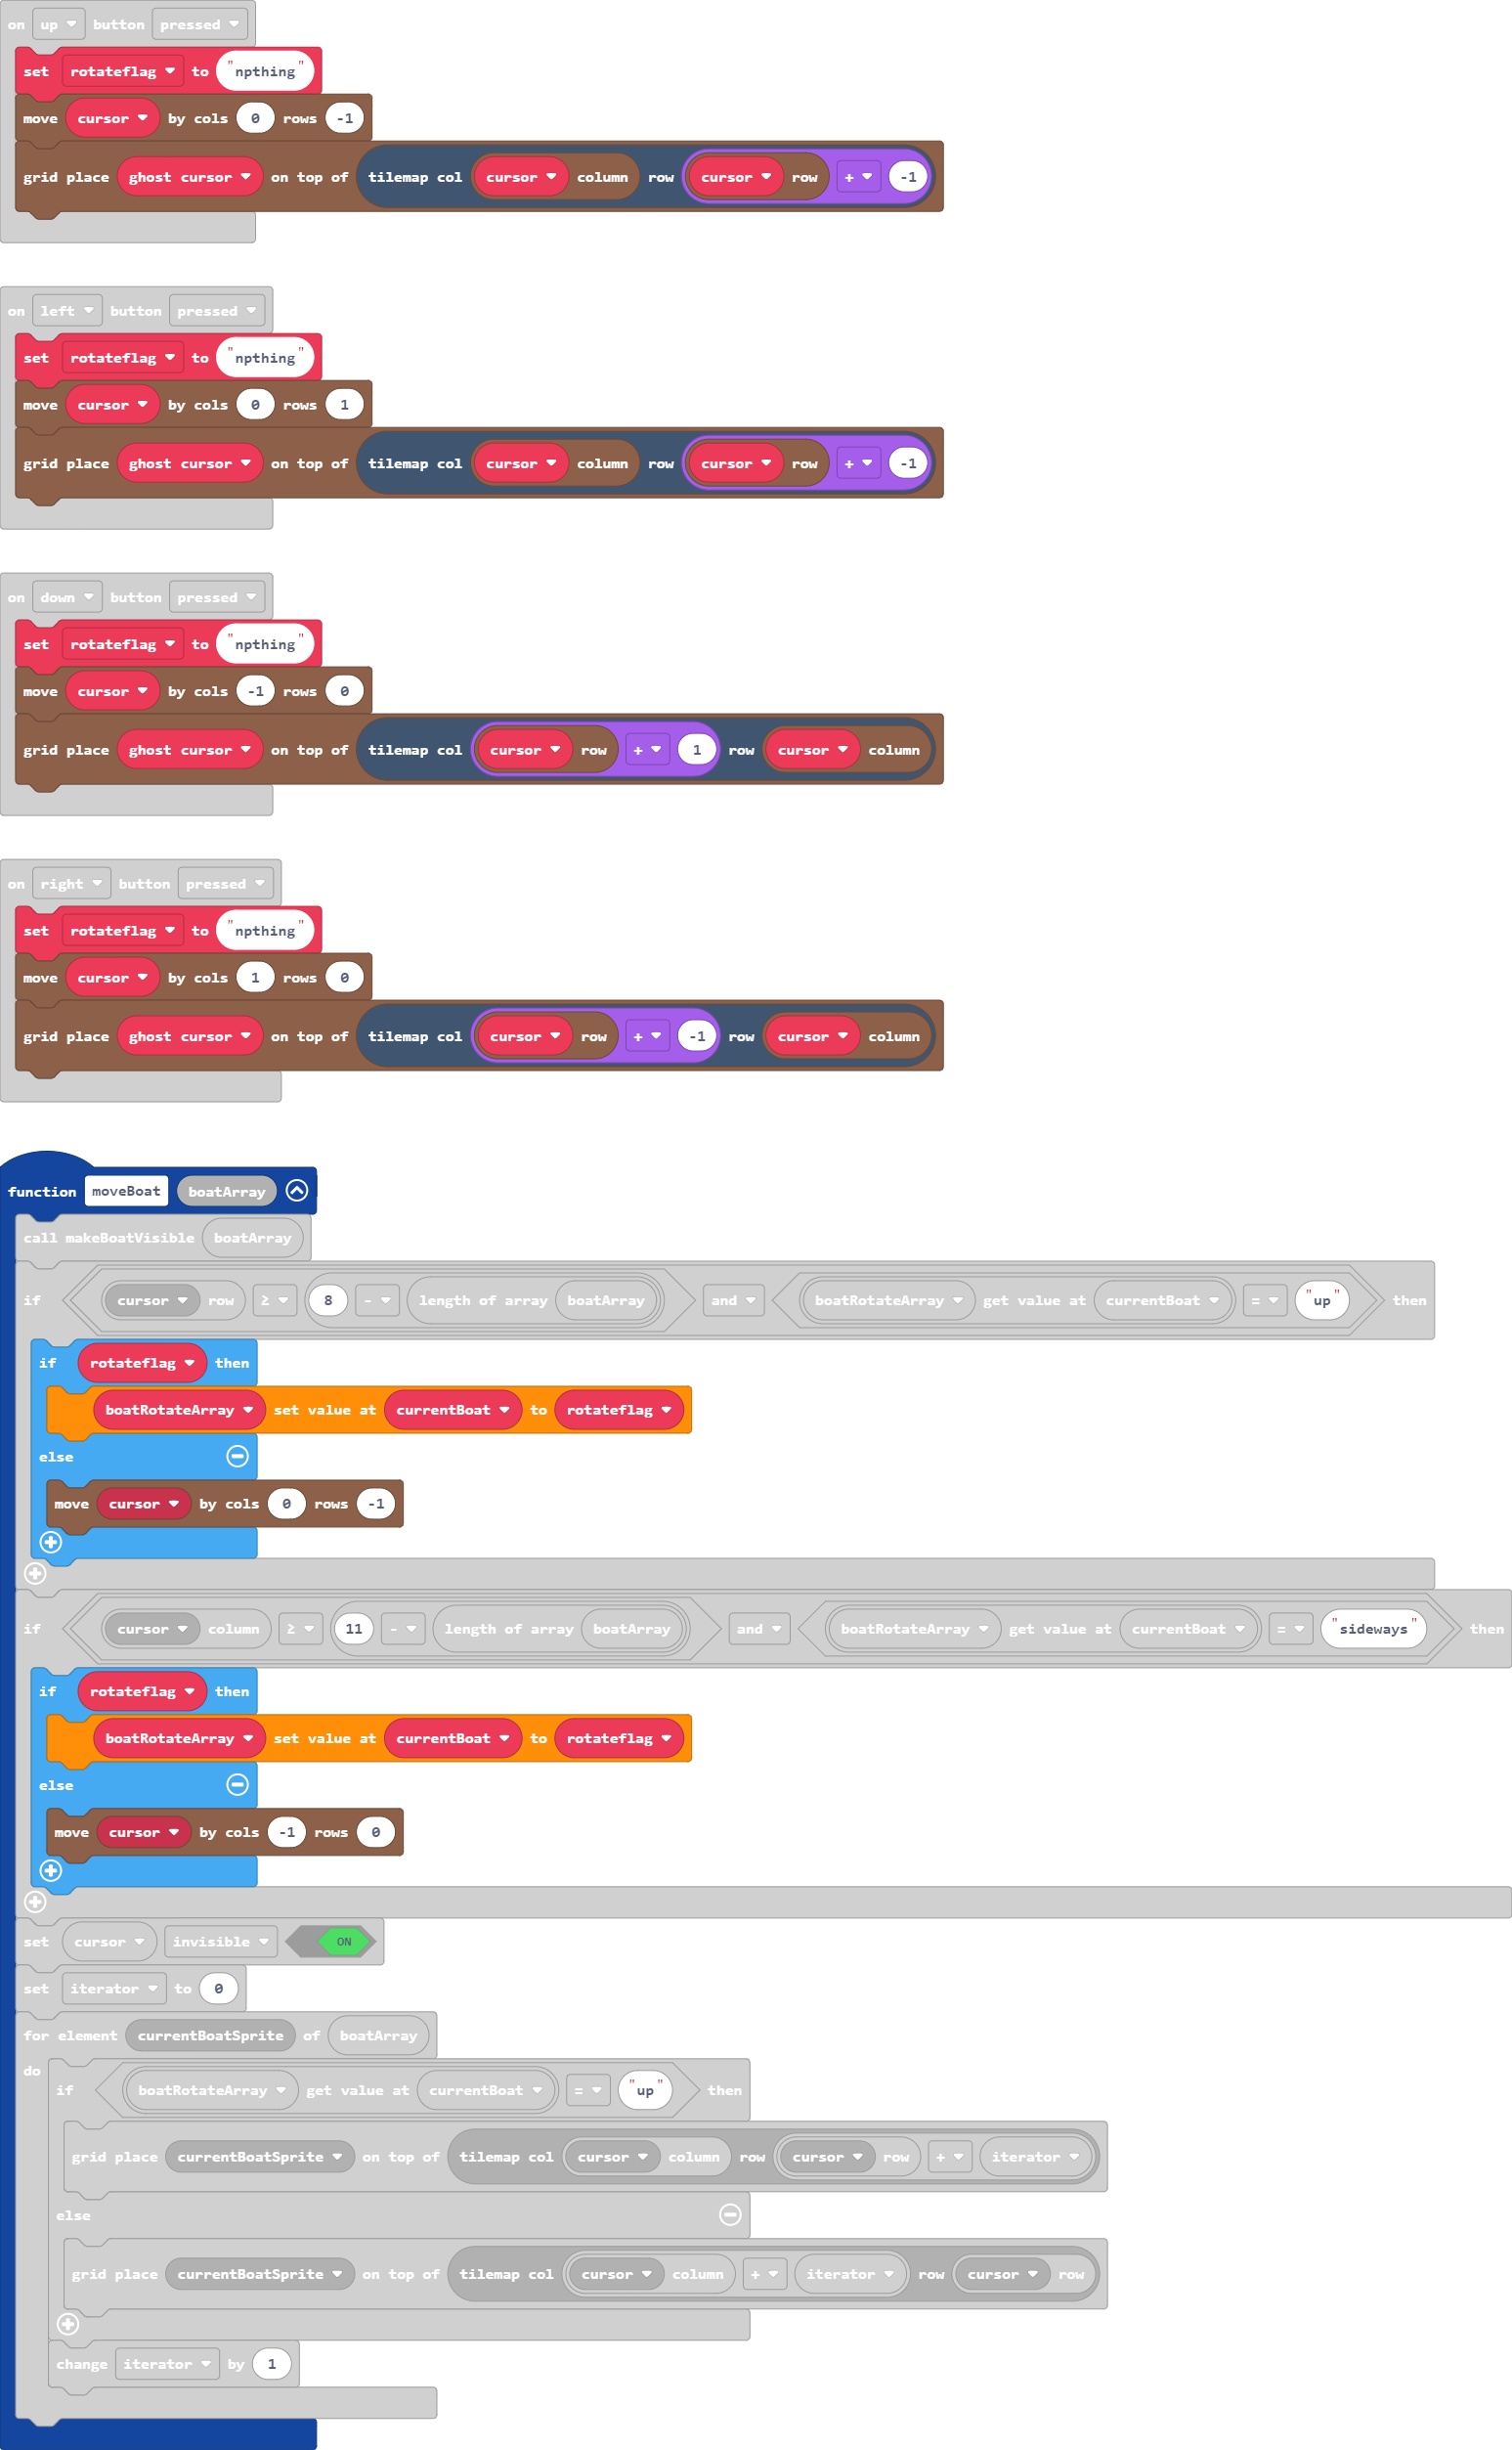 on up button pressed
set rotateflag to "npthing"
move cursor by cols 0 rows -1
grid place ghost cursor on top of tilemap col cursor column row cursor row + -1
on left button pressed
set rotateflag to "npthing"
move cursor by cols 0 rows 1
grid place ghost cursor on top of tilemap col cursor column row cursor row + -1
on down button pressed
set rotateflag to "npthing"
move cursor by cols -1 rows 0
grid place ghost cursor on top of tilemap col cursor row + 1 row cursor column
on right button pressed
set rotateflag to "npthing"
move cursor by cols 1 rows 0
grid place ghost cursor on top of tilemap col cursor row + -1 row cursor column
function moveBoat boatArray
call makeBoatVisible boatArray
if cursor row ≥ 8 - length of array boatArray and boatRotateArray get value at currentBoat = "up" then
if rotateflag then
boatRotateArray set value at currentBoat to rotateflag
else
move cursor by cols 0 rows -1
if cursor column ≥ 11 - length of array boatArray and boatRotateArray get value at currentBoat = "sideways" then
if rotateflag then
boatRotateArray set value at currentBoat to rotateflag
else
move cursor by cols -1 rows 0
set cursor invisible ON
set iterator to 0
for element currentBoatSprite of boatArray
do
if boatRotateArray get value at currentBoat = "up" then
grid place currentBoatSprite on top of tilemap col cursor column row cursor row + iterator
else
grid place currentBoatSprite on top of tilemap col cursor column + iterator row cursor row
change iterator by 1